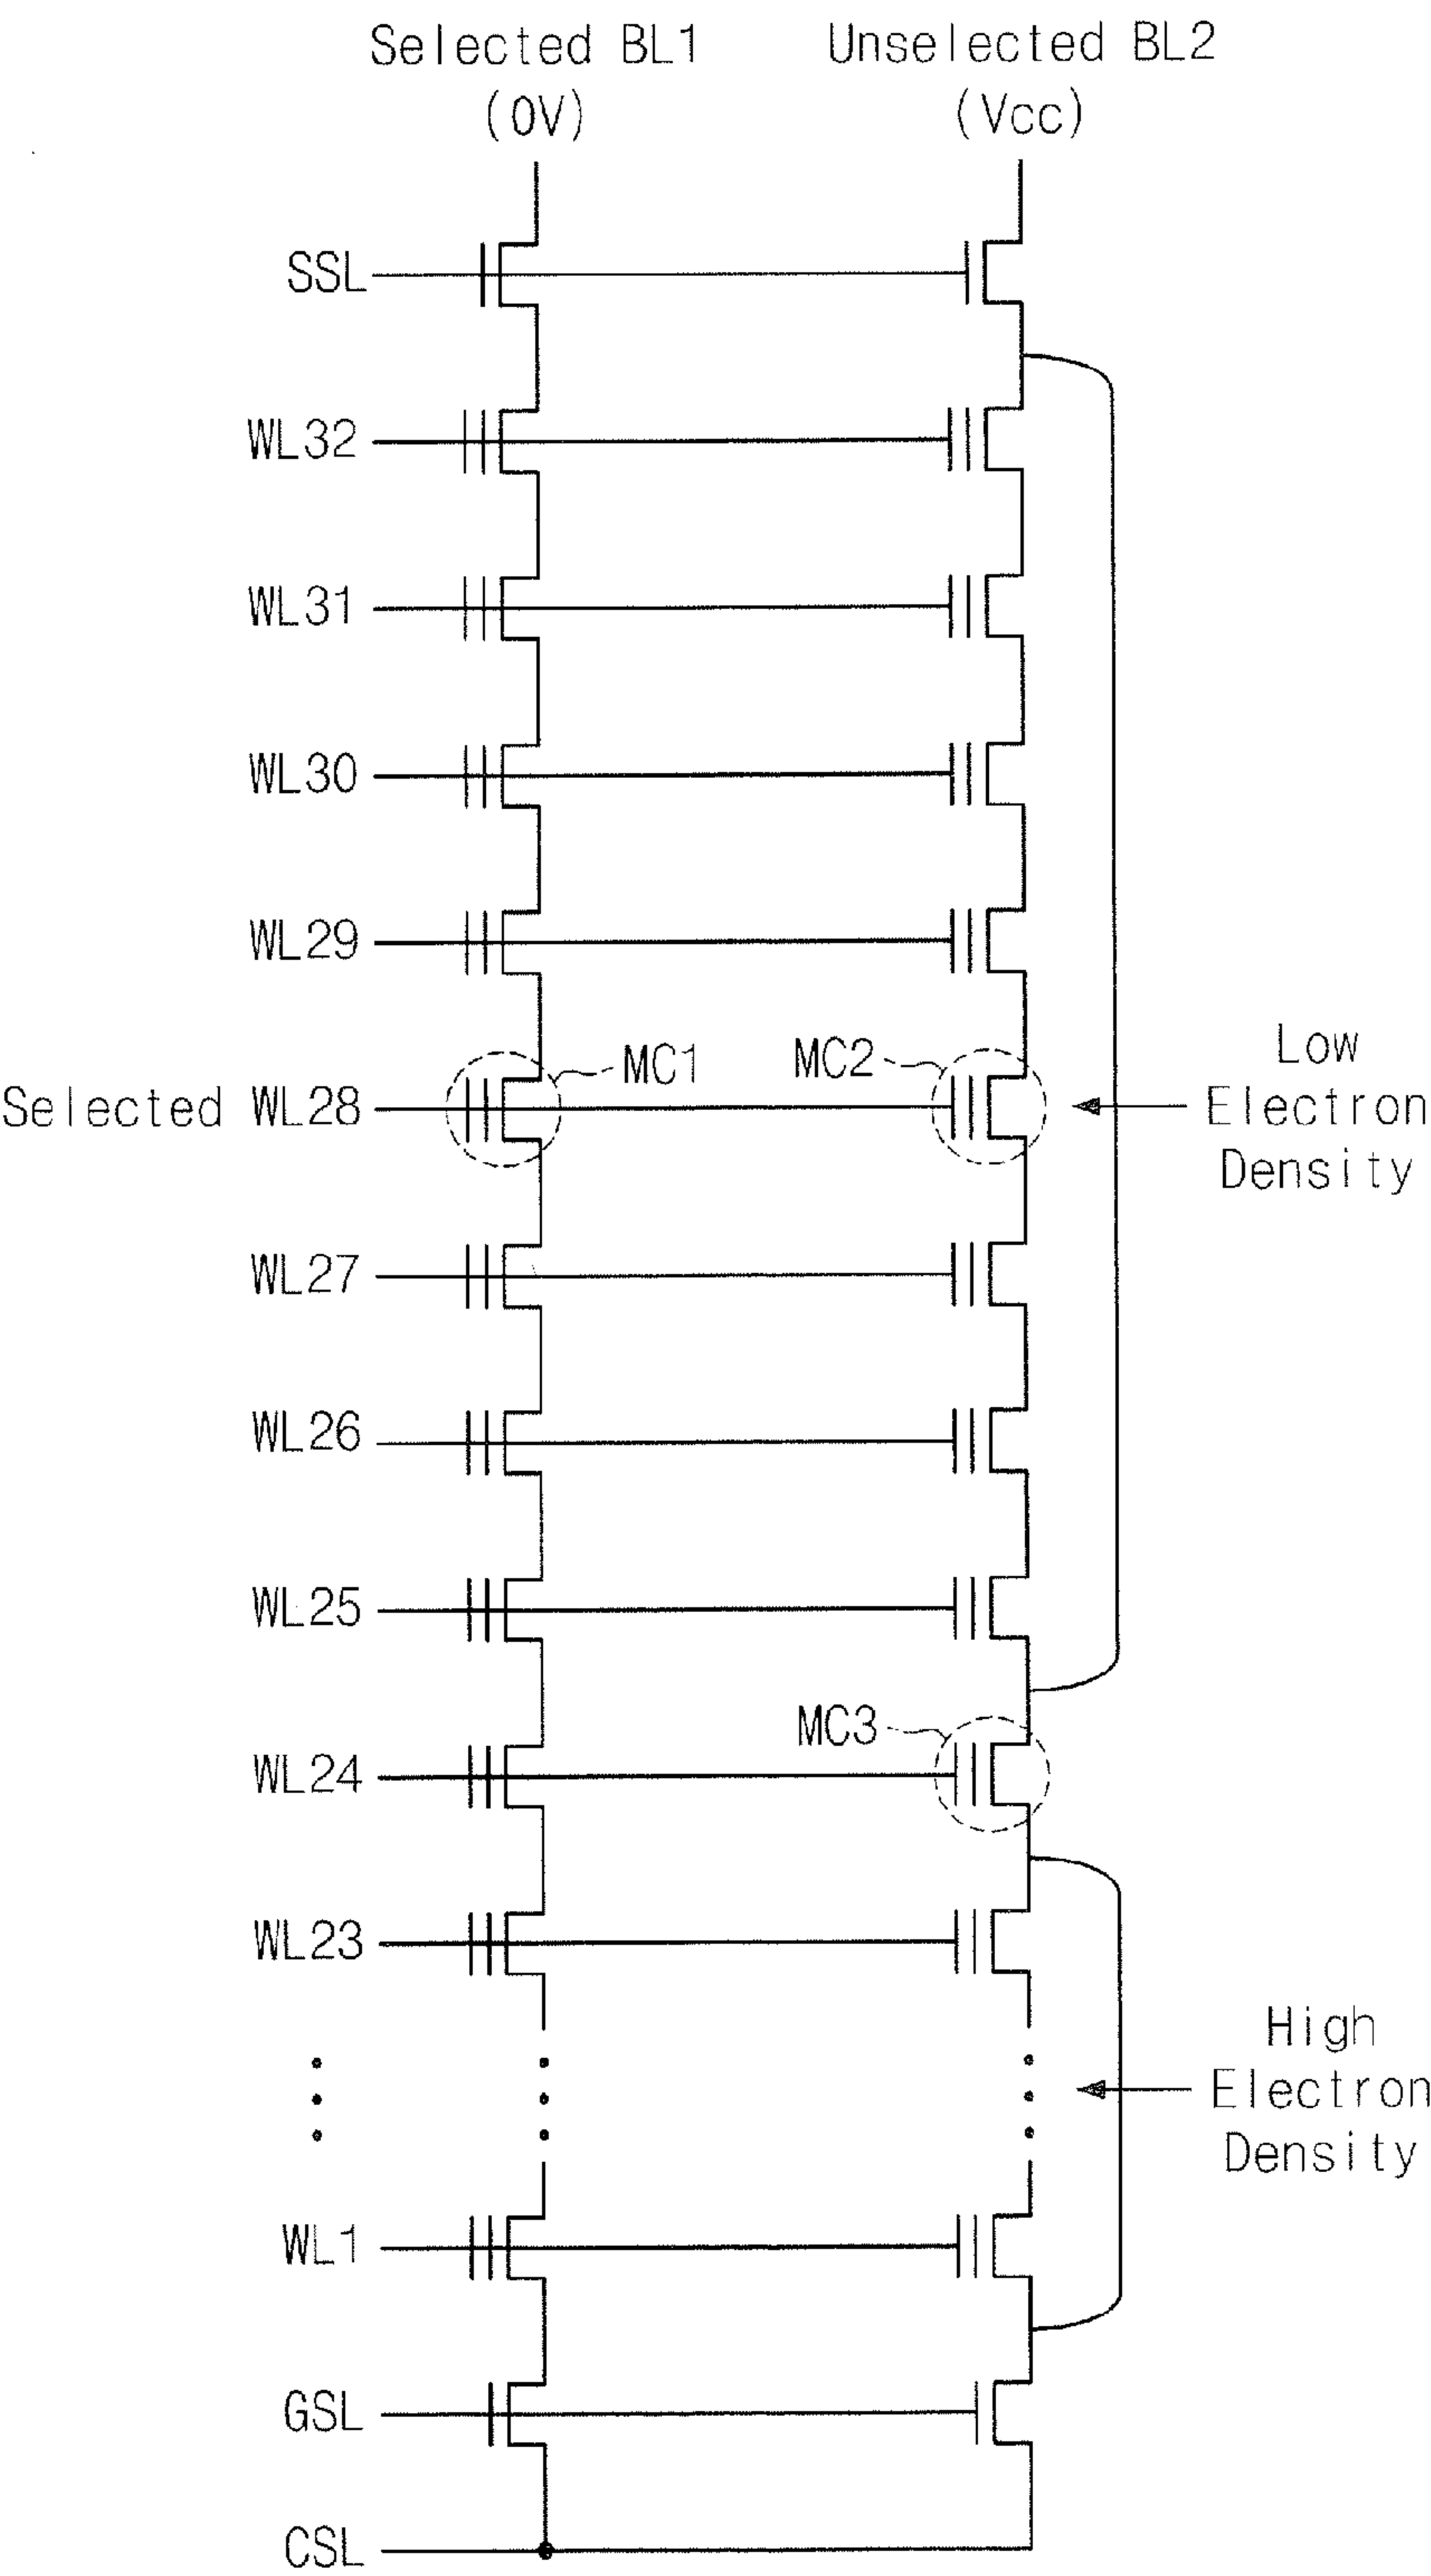 Selected BL1
(0V)
Unselected BL2
(Vcc)
SSL
WL32
WL31
WL30
WL29
MC1
MC2
Selected WL28
Low
Electron
Density
WL27
WL26
WL25
MC3
WL24
WL23
High
Electron
Density
WL1
GSL
CSL